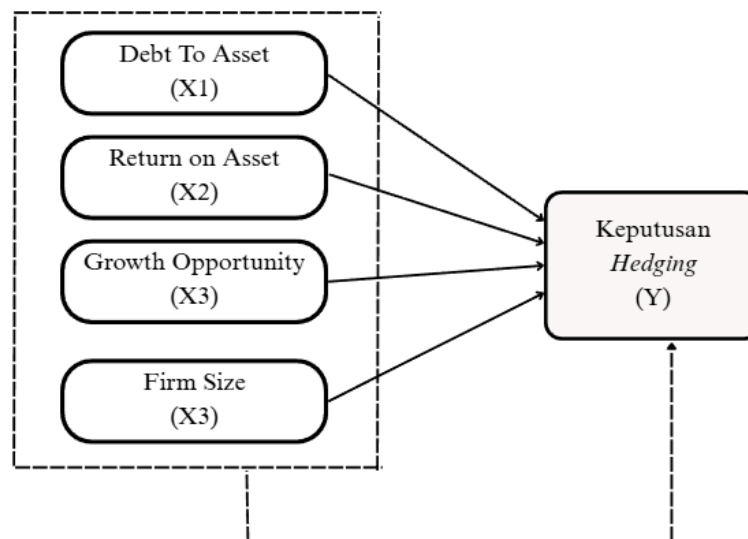 Debt To Asset
(X1)
Return on Asset
(X2)
Growth Opportunity
(X3)
Firm Size
(X3)
Keputusan
Hedging
(Y)